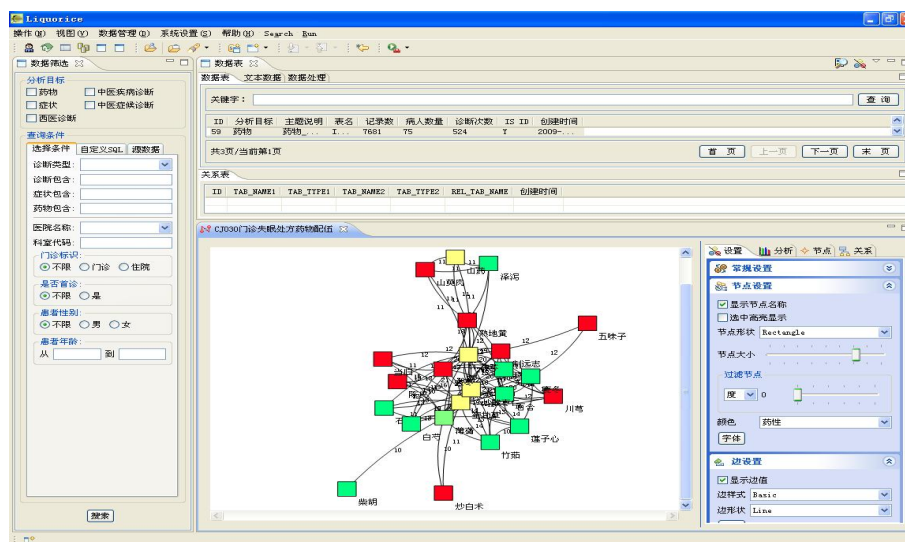 Liquorice
操作(M) 视图(V) 数据管理(D) 系统设置(S) 帮助(H) Search Run
数据筛选
分析目标
药物 中医疾病诊断
症状 中医症候诊断
西医诊断
查询条件
选择条件 自定义SQL 源数据
诊断类型:
诊断包含:
症状包含:
药物包含:
医院名称:
科室代码:
门诊标识:
不限 门诊 住院
是否首诊:
不限 是
患者性别:
不限 男 女
患者年龄:
从 到
搜索
数据表
数据表 文本数据 数据处理
关键字: 查 询
ID 分析目标 主题说明 表名 记录数 病人数量 诊断次数 IS ID 创建时间
59 药物 药物_... I... 7681 75 524 Y 2009-...
共3页/当前第1页 首 页 上一页 下一页 末 页
关系表
ID TAB_NAME1 TAB_TYPE1 TAB_NAME2 TAB_TYPE2 REL_TAB_NAME 创建时间
CJ030门诊失眠处方药物配伍
山药
泽泻
山萸肉
熟地黄
五味子
制远志
川芎
白芍
莲子心
竹茹
柴胡
炒白术
设置 分析 节点 关系
常规设置
节点设置
显示节点名称
选中高亮显示
节点形状 Rectangle
节点大小
过滤节点
度 0
颜色 药性
字体
边设置
显示边值
边样式 Basic
边形状 Line